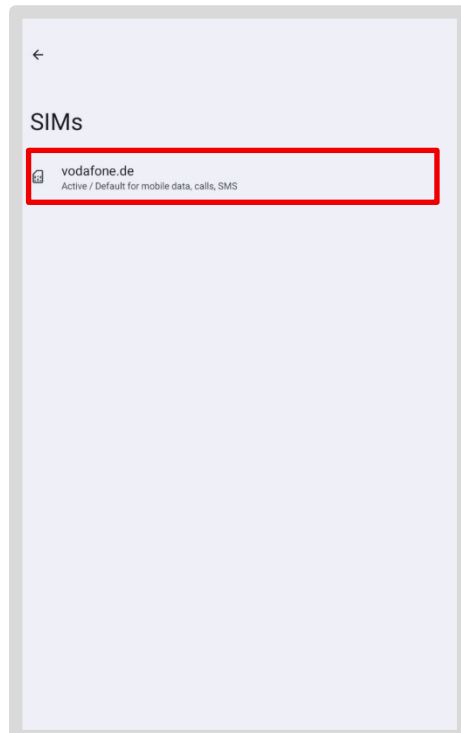 SIMs
vodafone.de
Active / Default for mobile data, calls, SMS